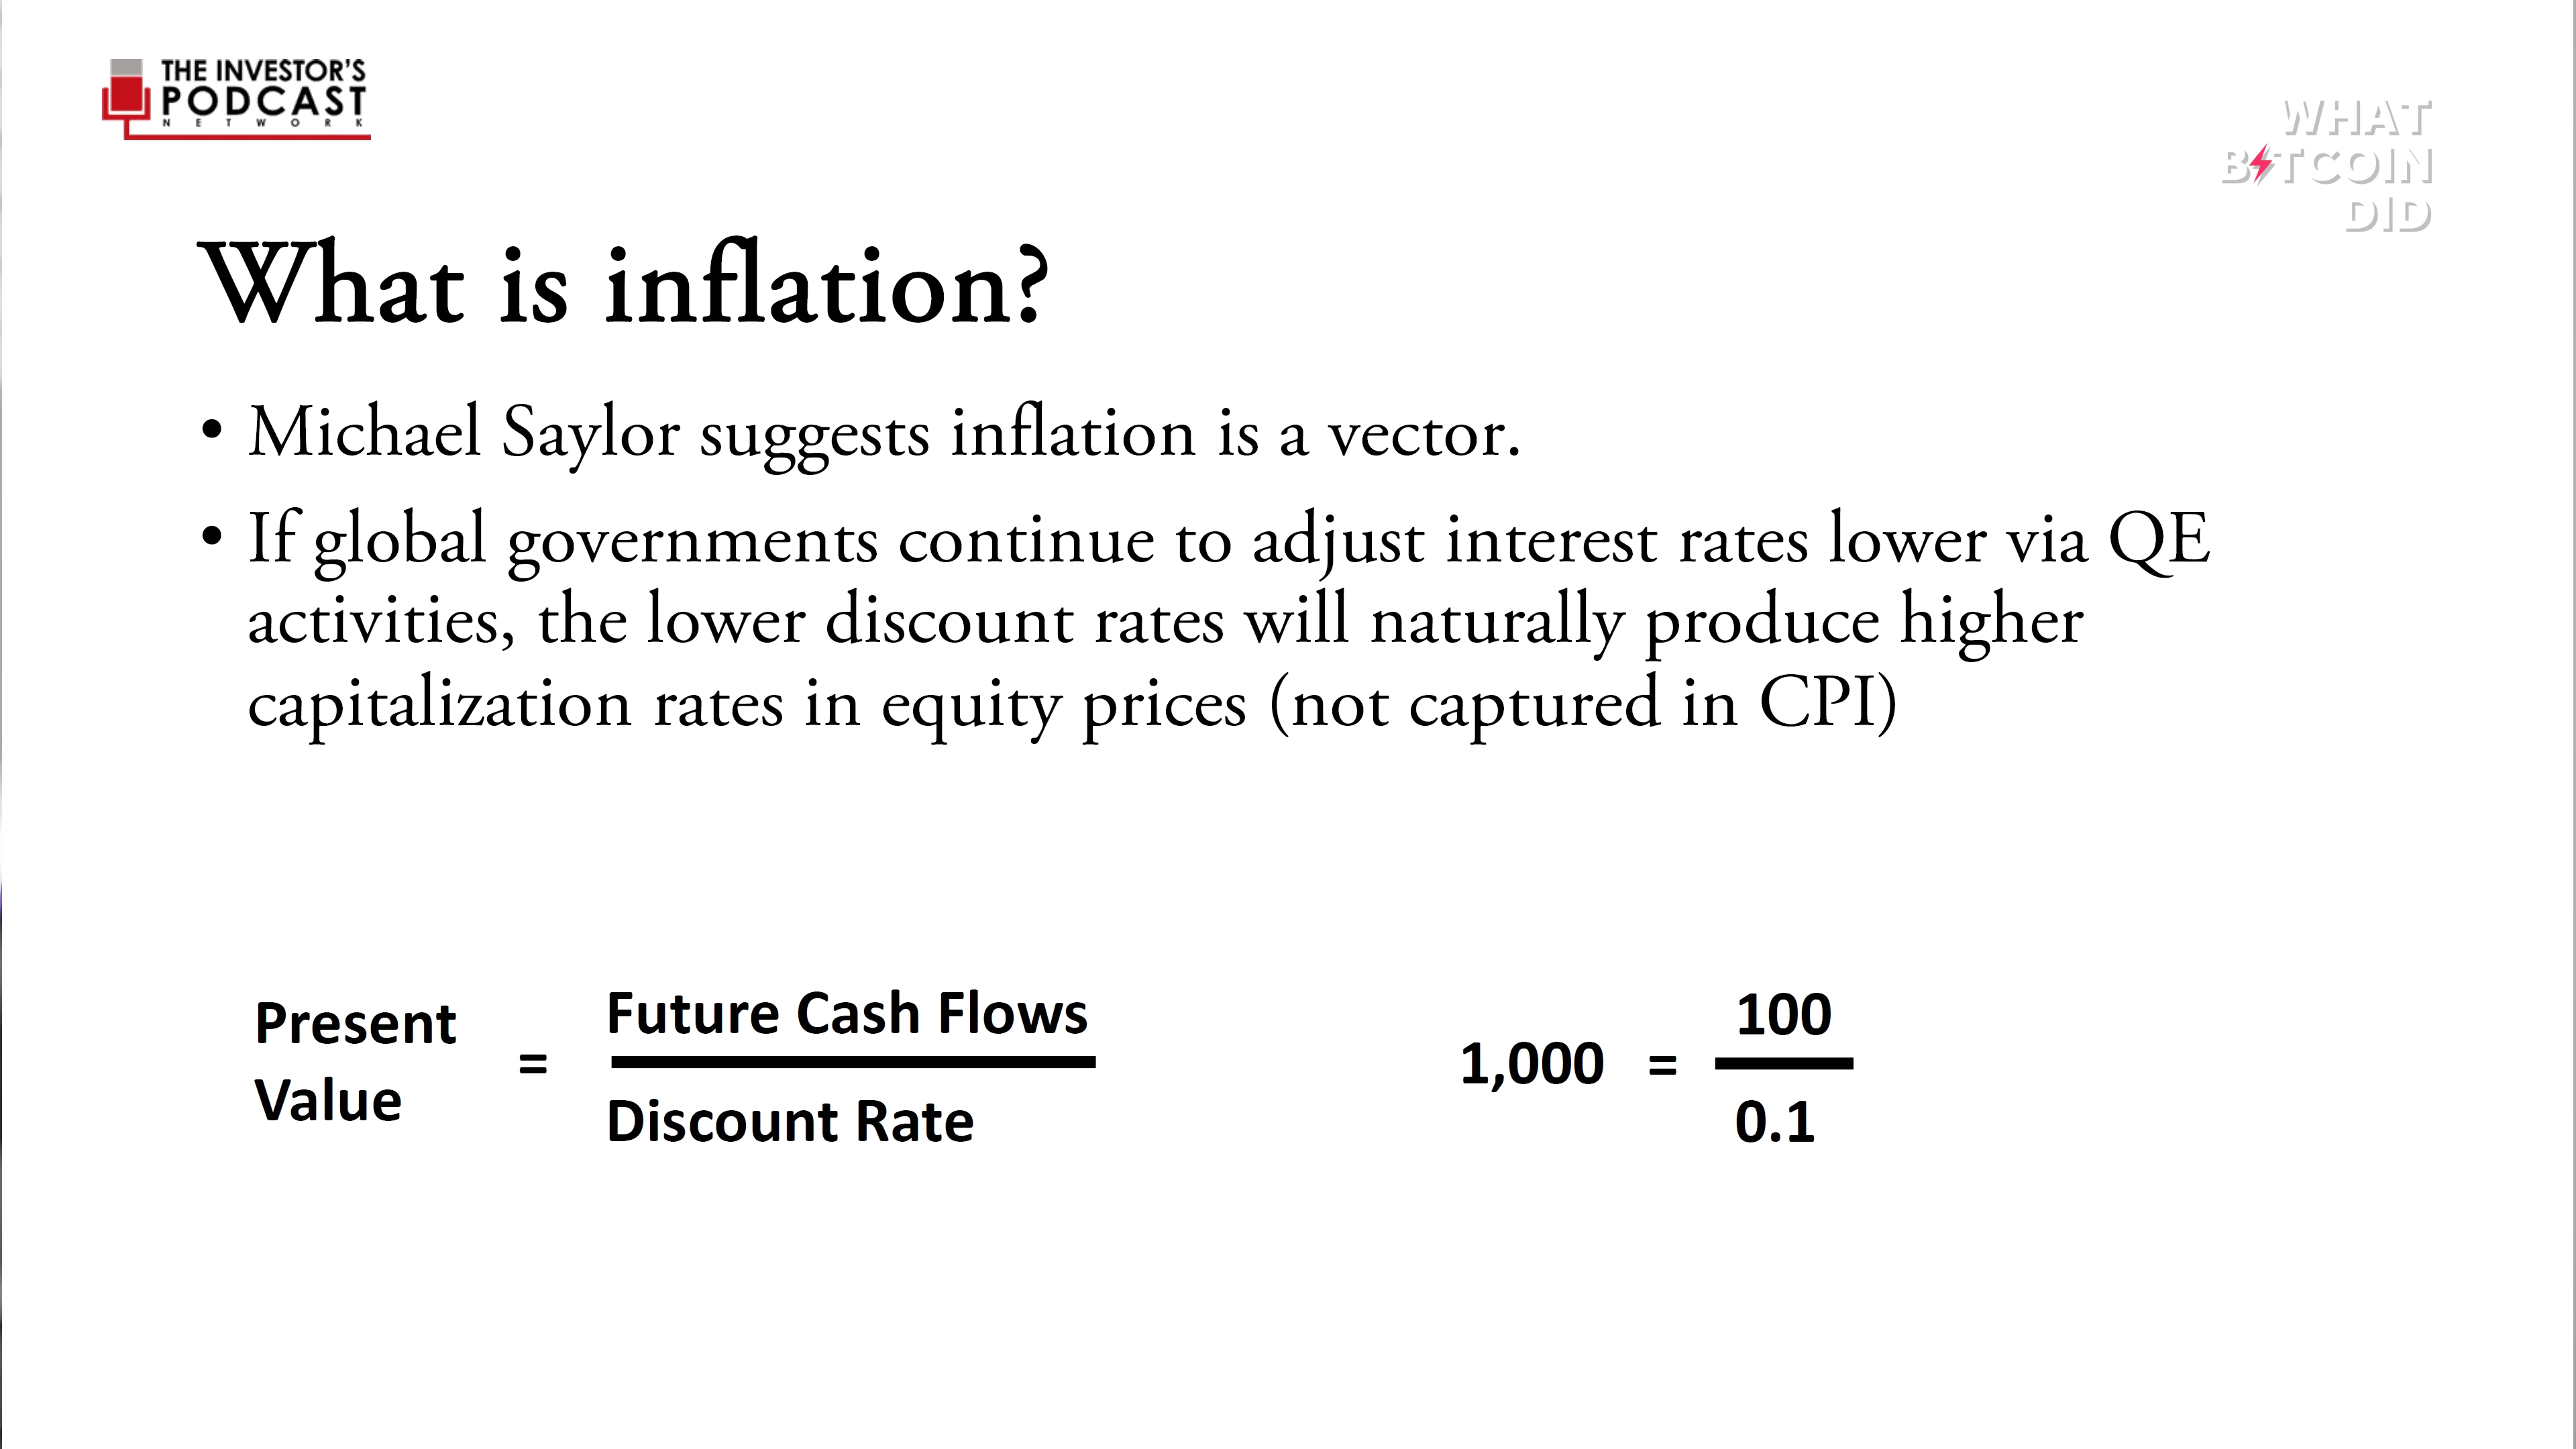 THE INVESTOR'S
PODCAST
NETWORK
WHAT
BITCOIN
DID
What is inflation?
• Michael Saylor suggests inflation is a vector.
• If global governments continue to adjust interest rates lower via QE
activities, the lower discount rates will naturally produce higher
capitalization rates in equity prices (not captured in CPI)
Present
Value
=
Future Cash Flows
Discount Rate
1,000 =
100
0.1